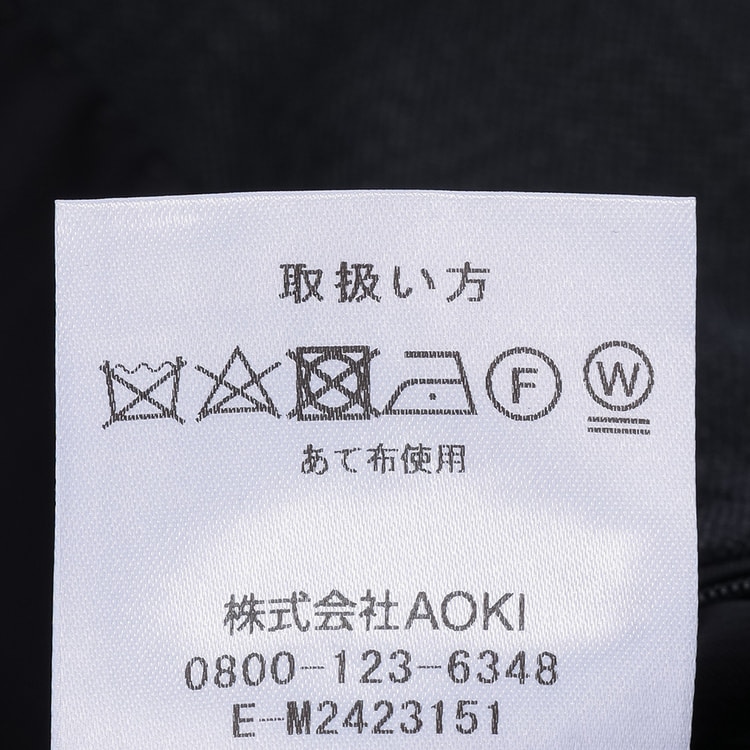 取扱い方
F W
あて布使用
株式会社AOKI
0800-123-6348
E-M2423151